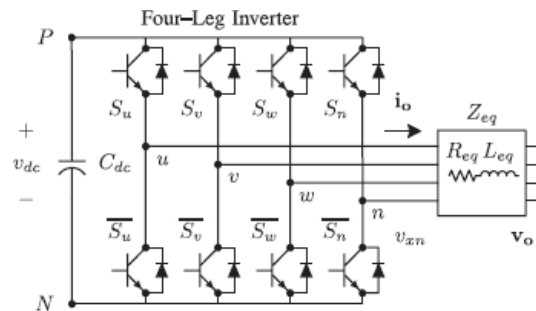 Four–Leg Inverter
P
S_u S_v S_w S_n
i_o
Z_eq
+
v_dc
−
C_dc
u
v
w
n
R_eq L_eq
S̅_u̅ S̅_v̅ S̅_w̅ S̅_n̅
v_xn
v_o
N